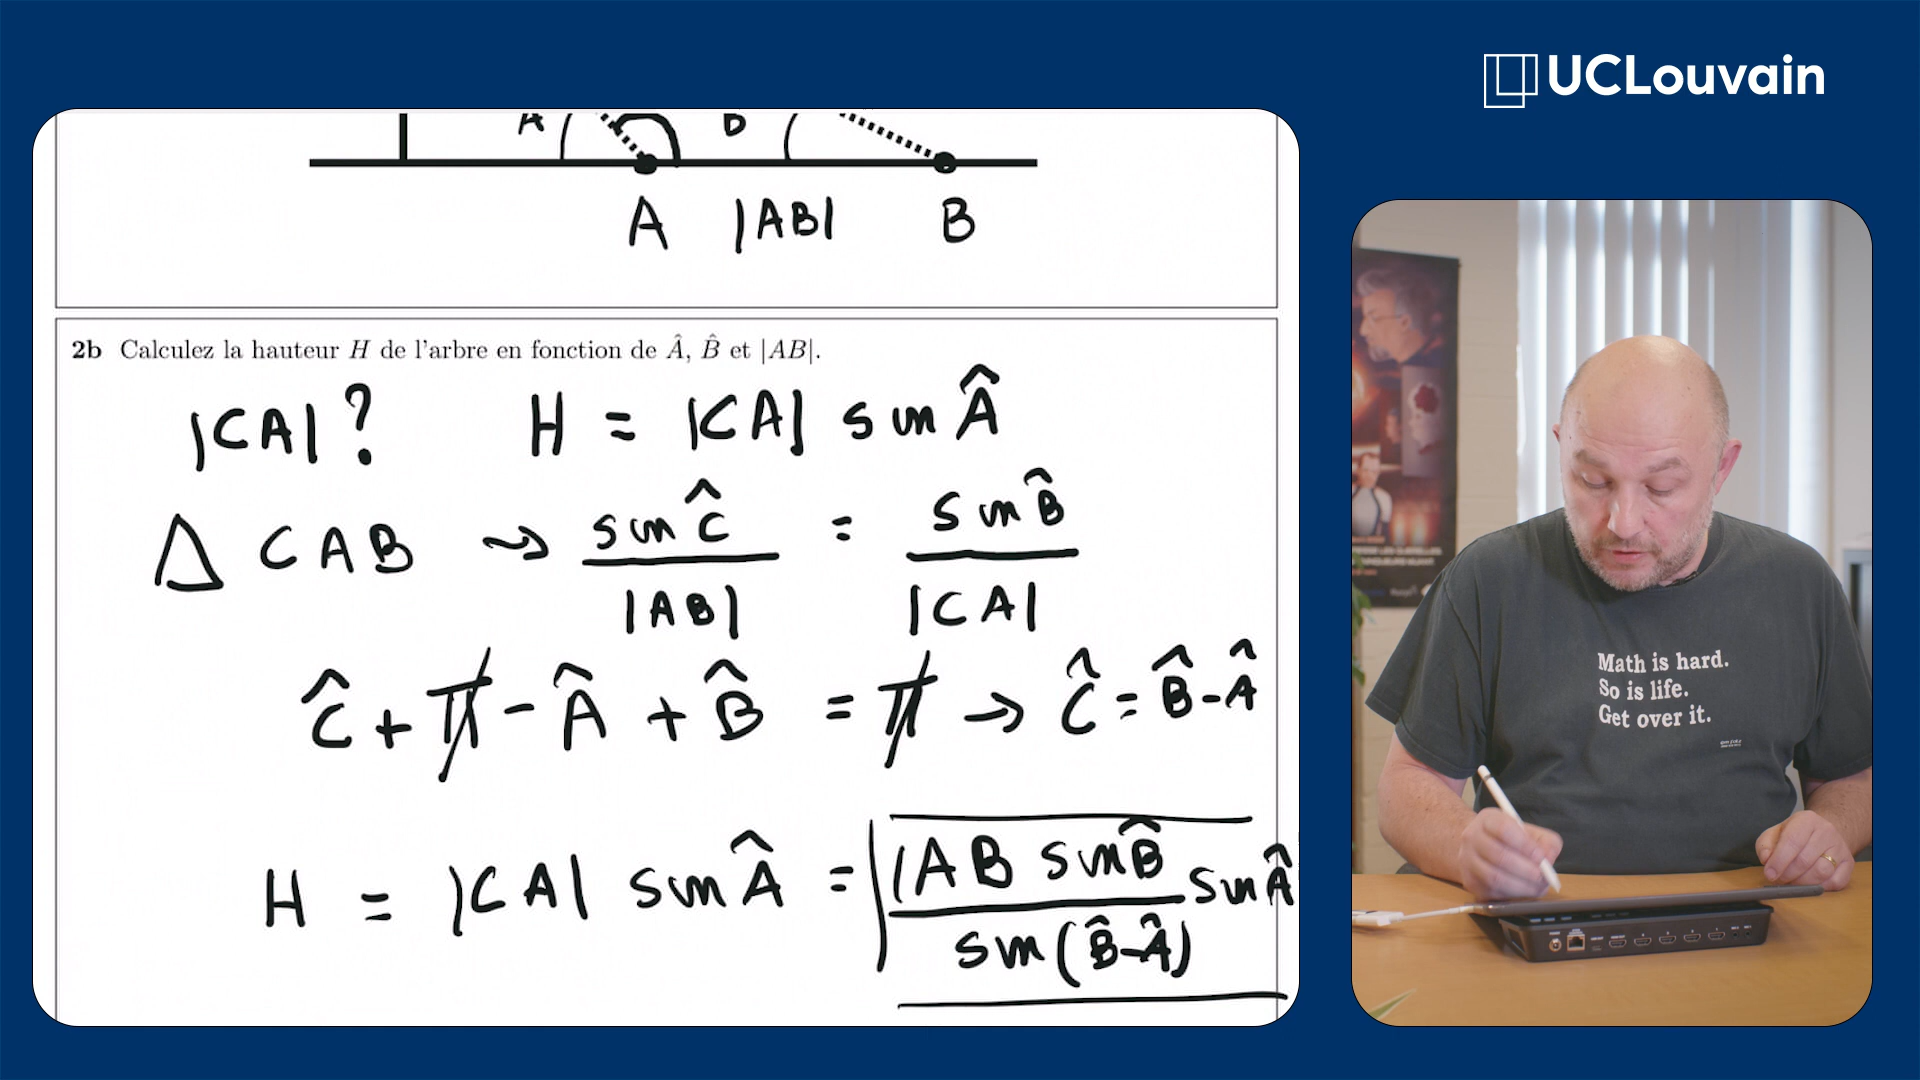 UCLouvain
A B
A |AB| B
2b Calculez la hauteur H de l'arbre en fonction de Â, B̂ et |AB|.
|CA| ? H = |CA| sin Â
Δ CAB → sin Ĉ / |AB| = sin B̂ / |CA|
Ĉ + π - Â + B̂ = π → Ĉ = B̂ - Â
H = |CA| sin Â = |AB sin B̂ / sin (B̂-Â) sin Â
Math is hard.
So is life.
Get over it.